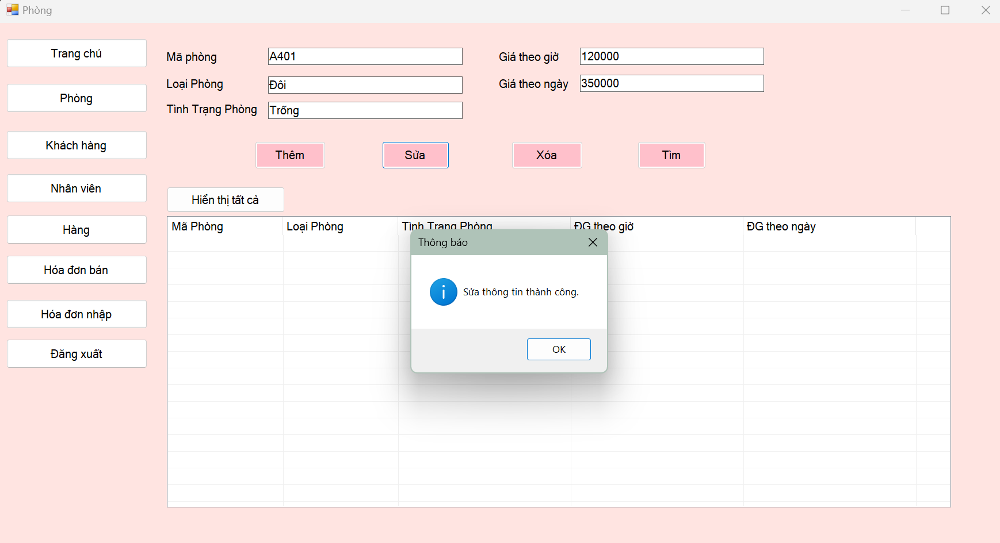 Phòng
Trang chủ
Phòng
Khách hàng
Nhân viên
Hàng
Hóa đơn bán
Hóa đơn nhập
Đăng xuất
Mã phòng A401
Giá theo giờ 120000
Loại Phòng Đôi
Giá theo ngày 350000
Tình Trạng Phòng Trống
Thêm Sửa Xóa Tìm
Hiển thị tất cả
Mã Phòng Loại Phòng Tình Trạng Phòng ĐG theo giờ ĐG theo ngày
Thông báo
Sửa thông tin thành công.
OK